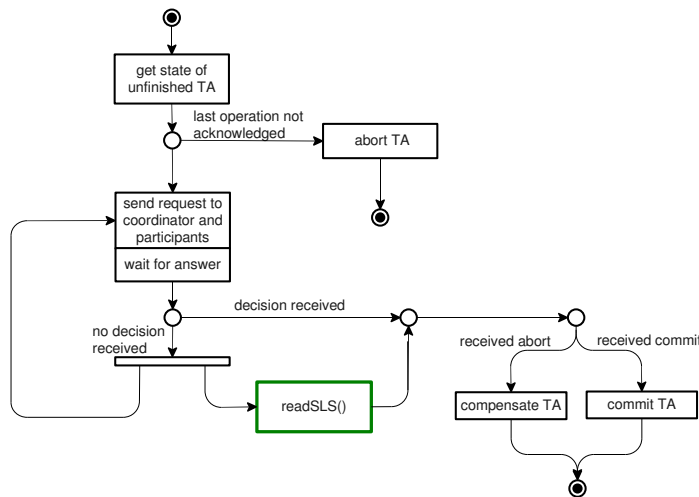 get state of
unfinished TA
last operation not
acknowledged
abort TA
send request to
coordinator and
participants
wait for answer
decision received
no decision
received
received abort
received commit
readSLS()
compensate TA
commit TA